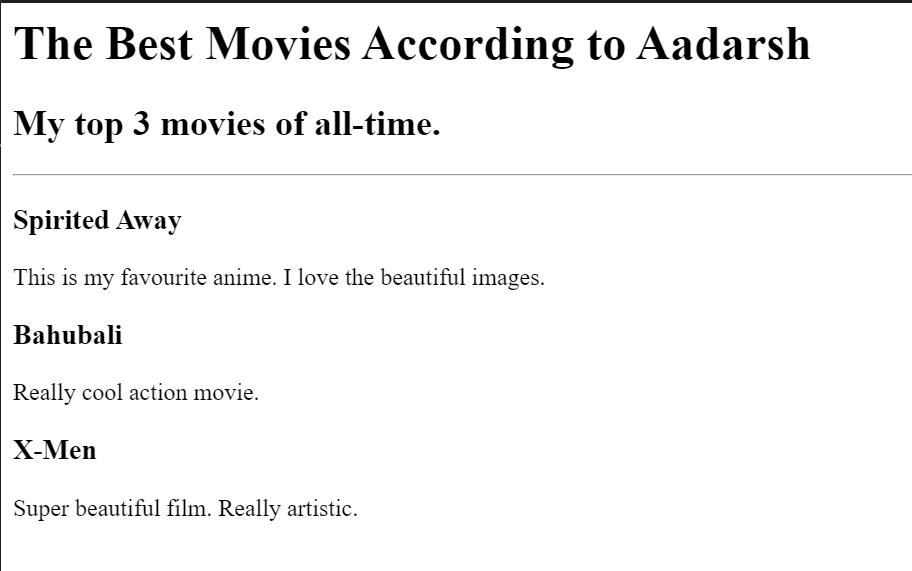 The Best Movies According to Aadarsh
My top 3 movies of all-time.
Spirited Away
This is my favourite anime. I love the beautiful images.
Bahubali
Really cool action movie.
X-Men
Super beautiful film. Really artistic.